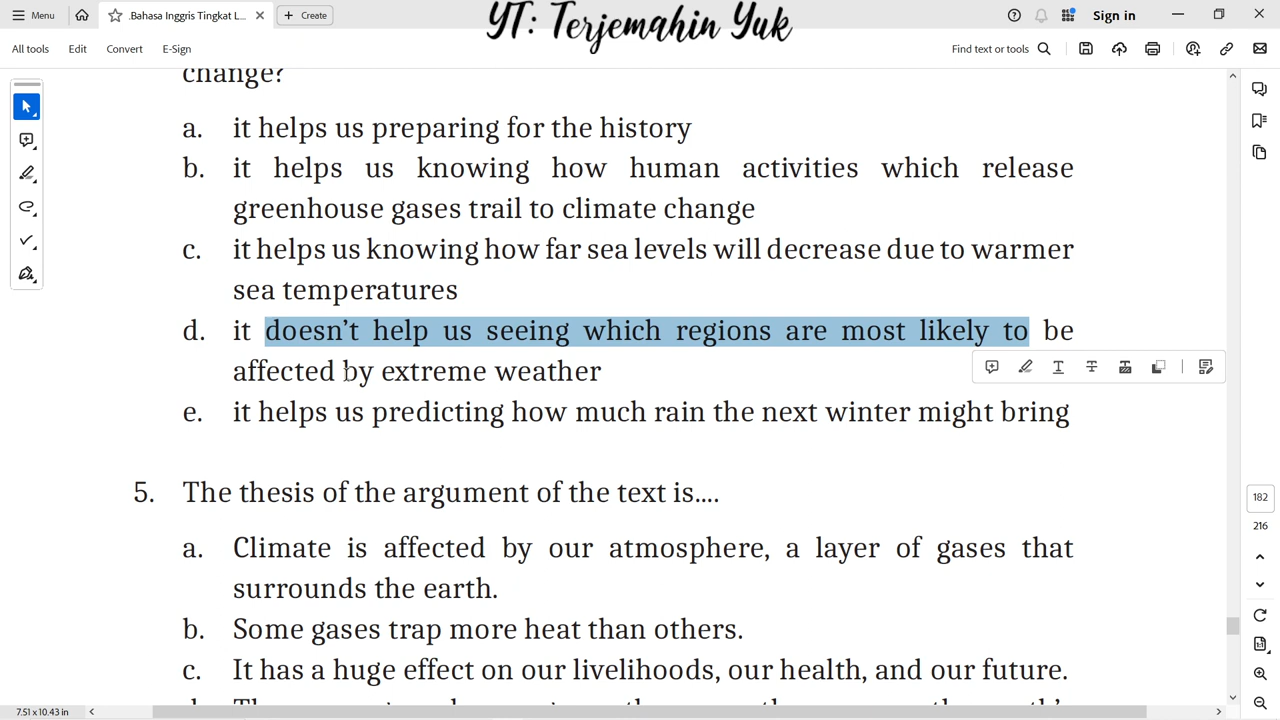 Menu
.Bahasa Inggris Tingkat L...
Create
YT: Terjemahin Yuk
Sign in
All tools
Edit
Convert
E-Sign
Find text or tools
change?
a. it helps us preparing for the history
b. it helps us knowing how human activities which release
greenhouse gases trail to climate change
c. it helps us knowing how far sea levels will decrease due to warmer
sea temperatures
d. it doesn’t help us seeing which regions are most likely to be
affected by extreme weather
e. it helps us predicting how much rain the next winter might bring
5. The thesis of the argument of the text is....
a. Climate is affected by our atmosphere, a layer of gases that
surrounds the earth.
b. Some gases trap more heat than others.
c. It has a huge effect on our livelihoods, our health, and our future.
182
216
7.51 x 10.43 in